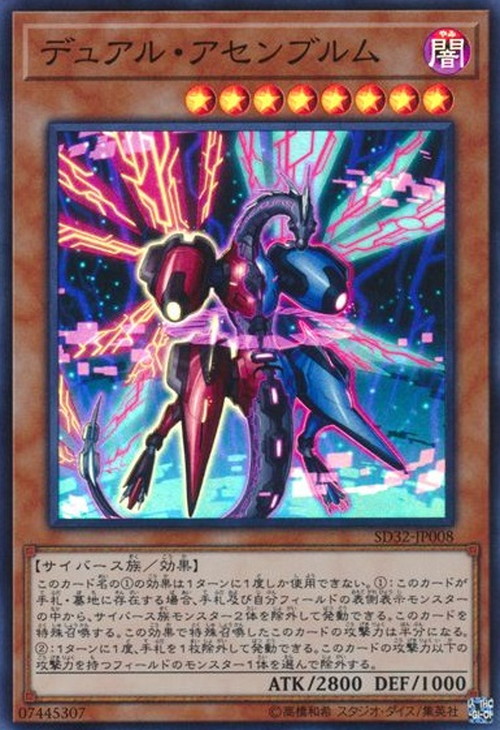 デュアル・アセンブルム
闇
SD32-JP008
【サイバース族/効果】
このカード名の①の効果は1ターンに1度しか使用できない。①:このカードが
手札・墓地に存在する場合、手札及び自分フィールドの表側表示モンスター
の中から、サイバース族モンスター2体を除外して発動できる。このカードを
特殊召喚する。この効果で特殊召喚したこのカードの攻撃力は半分になる。
②:1ターンに1度、手札を1枚除外して発動できる。このカードの攻撃力以下の
攻撃力を持つフィールドのモンスター1体を選んで除外する。
ATK/2800 DEF/1000
07445307
©高橋和希 スタジオ・ダイス/集英社